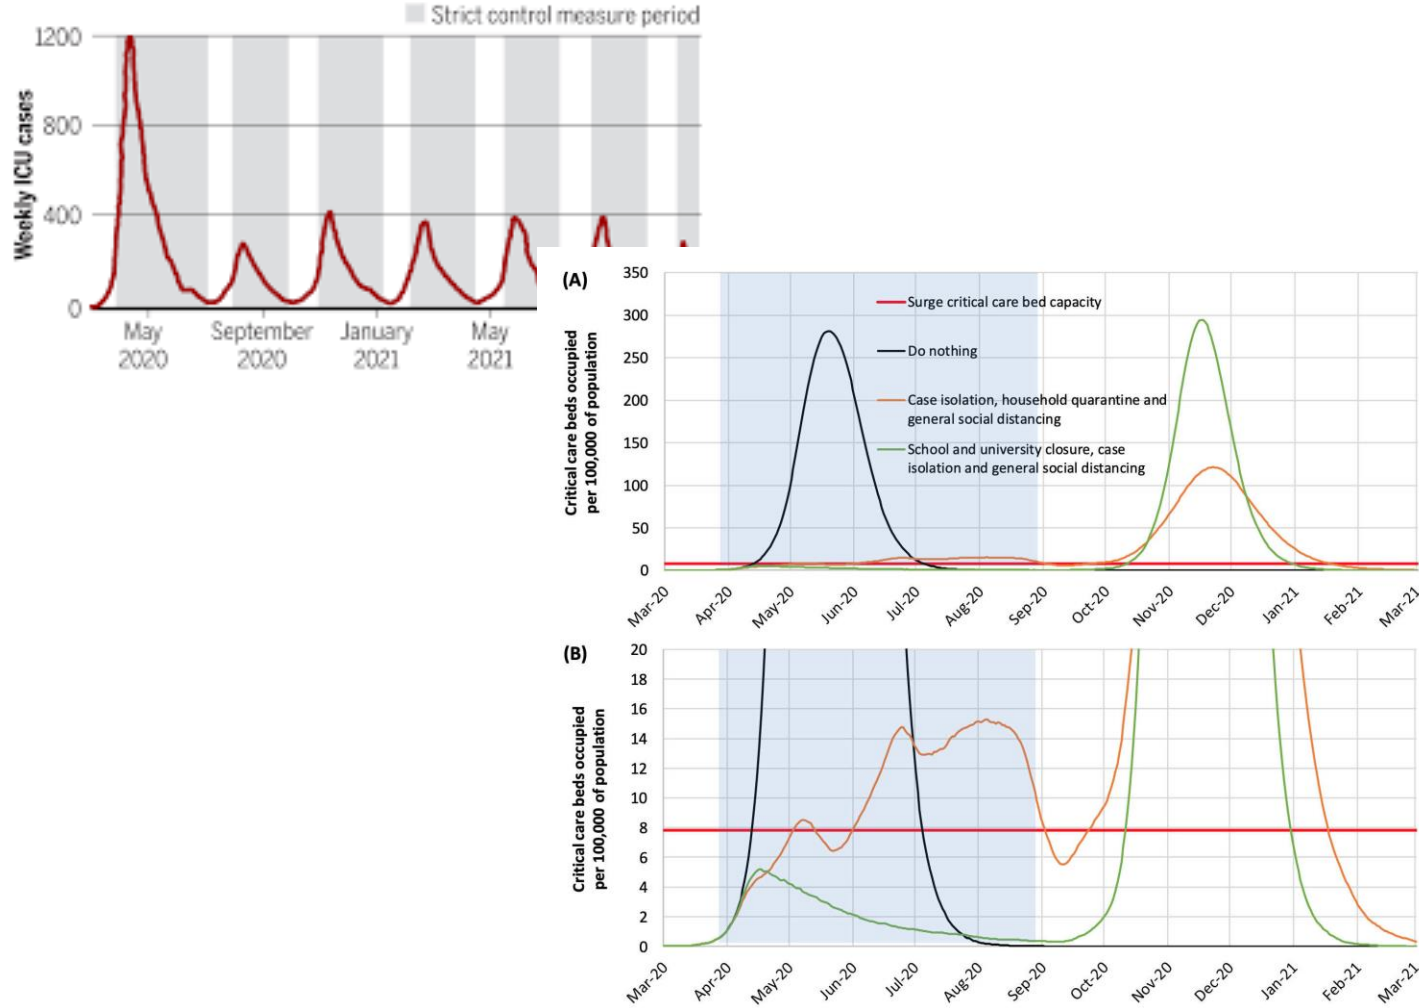 Strict control measure period
Weekly ICU cases
1200
800
400
0
May
2020
September
2020
January
2021
May
2021
(A)
Critical care beds occupied
per 100,000 of population
350
300
250
200
150
100
50
0
Surge critical care bed capacity
Do nothing
Case isolation, household quarantine and
general social distancing
School and university closure, case
isolation and general social distancing
Mar-20
Apr-20
May-20
Jun-20
Jul-20
Aug-20
Sep-20
Oct-20
Nov-20
Dec-20
Jan-21
Feb-21
Mar-21
(B)
Critical care beds occupied
per 100,000 of population
20
18
16
14
12
10
8
6
4
2
0
Mar-20
Apr-20
May-20
Jun-20
Jul-20
Aug-20
Sep-20
Oct-20
Nov-20
Dec-20
Jan-21
Feb-21
Mar-21